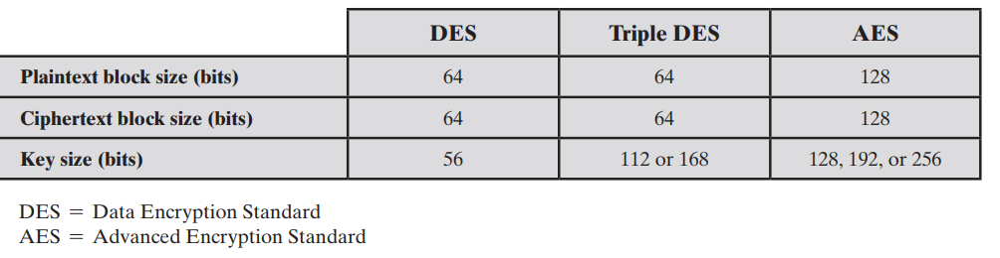 DES Triple DES AES
Plaintext block size (bits) 64 64 128
Ciphertext block size (bits) 64 64 128
Key size (bits) 56 112 or 168 128, 192, or 256
DES = Data Encryption Standard
AES = Advanced Encryption Standard